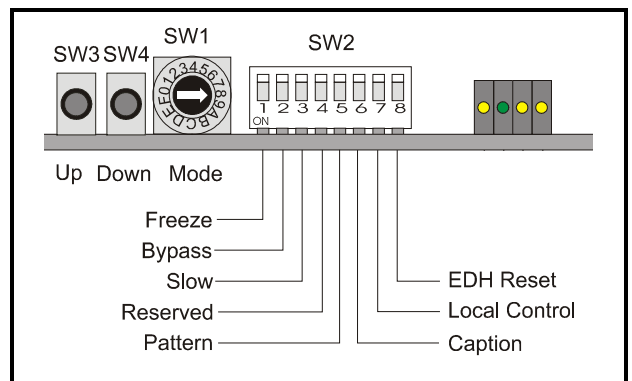 SW3 SW4 SW1 SW2
0123456789ABCDEF
1 2 3 4 5 6 7 8
ON
Up Down Mode
Freeze
Bypass
Slow
Reserved
Pattern
EDH Reset
Local Control
Caption